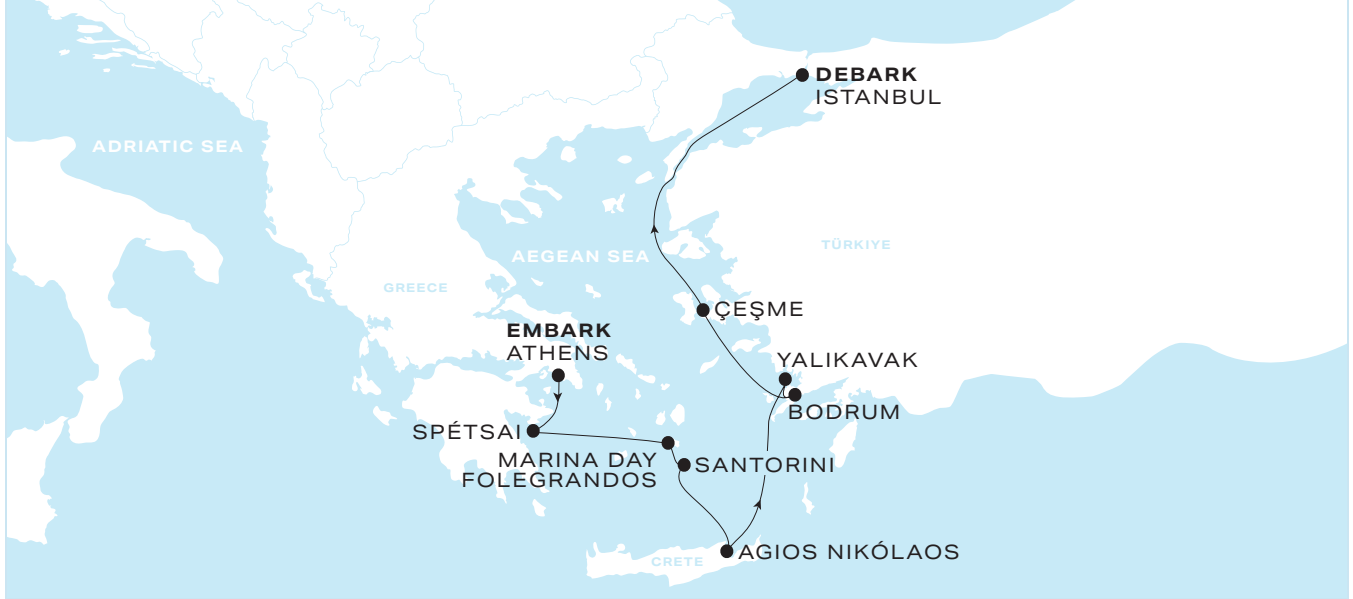 DEBARK
ISTANBUL
ADRIATIC SEA
TÜRKIYE
AEGEAN SEA
GREECE
ÇEŞME
EMBARK
ATHENS
YALIKAVAK
BODRUM
SPÉTSAI
MARINA DAY
FOLEGRANDOS
SANTORINI
AGIOS NIKÓLAOS
CRETE